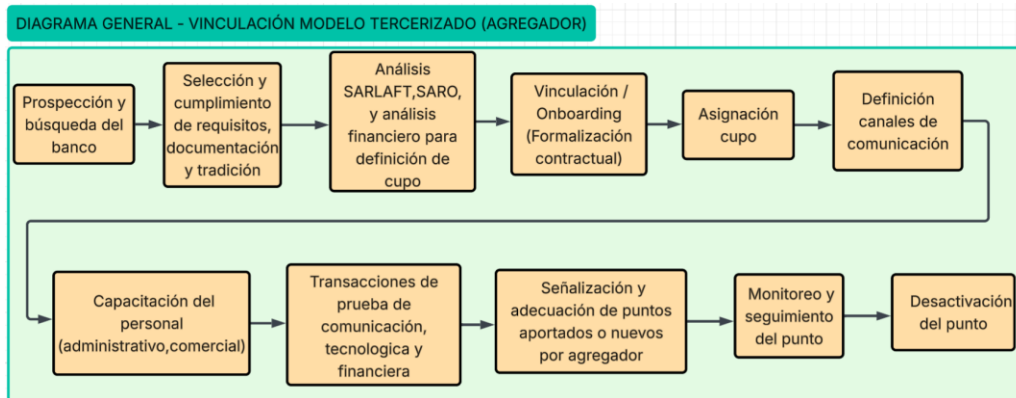 DIAGRAMA GENERAL - VINCULACIÓN MODELO TERCERIZADO (AGREGADOR)
Prospección y
búsqueda del
banco
Selección y
cumplimiento
de requisitos,
documentación
y tradición
Análisis
SARLAFT,SARO,
y análisis
financiero para
definición de
cupo
Vinculación /
Onboarding
(Formalización
contractual)
Asignación
cupo
Definición
canales de
comunicación
Capacitación del
personal
(administrativo,comercial)
Transacciones de
prueba de
comunicación,
tecnologica y
financiera
Señalización y
adecuación de puntos
aportados o nuevos
por agregador
Monitoreo y
seguimiento
del punto
Desactivación
del punto